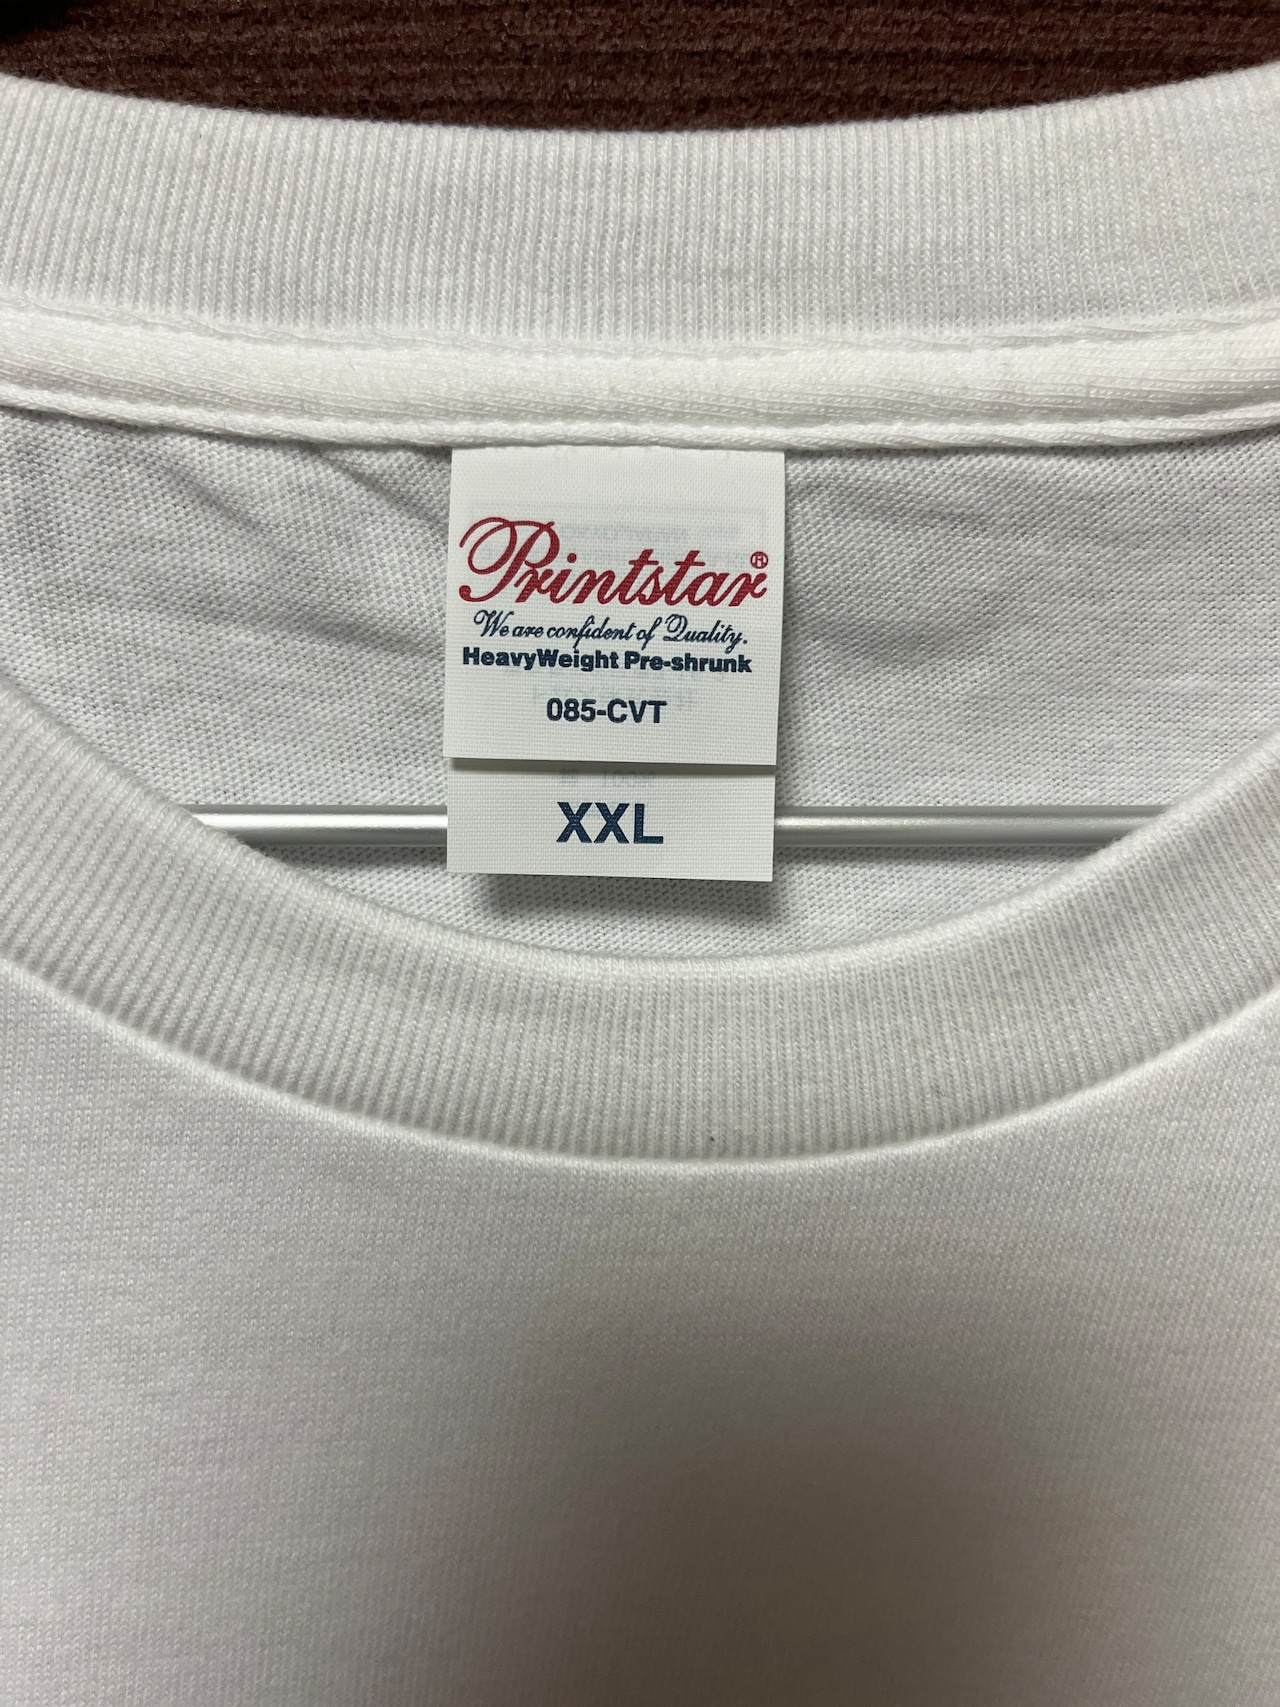 Printstar®
We are confident of Quality.
HeavyWeight Pre-shrunk
085-CVT
XXL